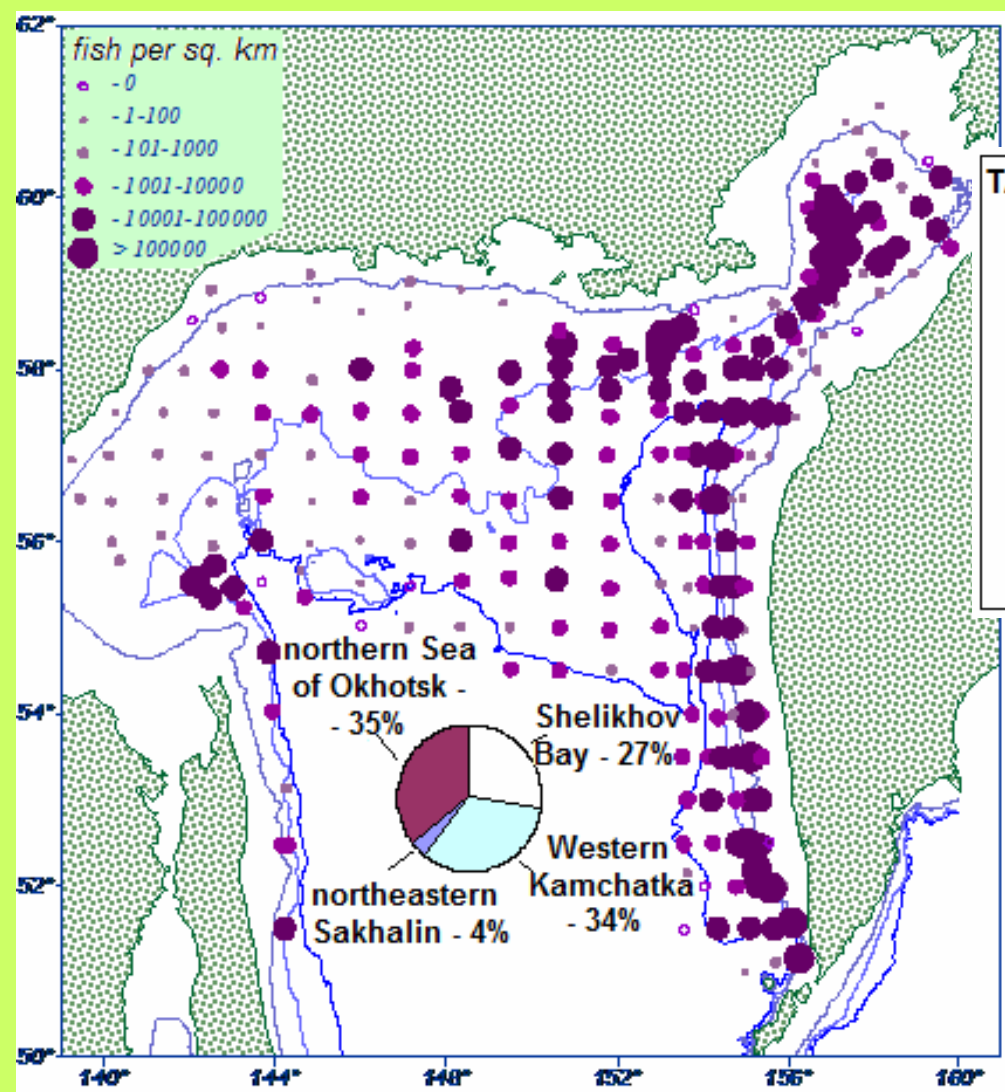 62°
fish per sq. km
- 0
- 1-100
- 101-1000
- 1001-10000
- 10001-100000
> 100000
60°
58°
56°
54°
52°
50°
northern Sea
of Okhotsk -
- 35%
Shelikhov
Bay - 27%
Western
Kamchatka
- 34%
northeastern
Sakhalin - 4%
140°
144°
148°
152°
156°
160°